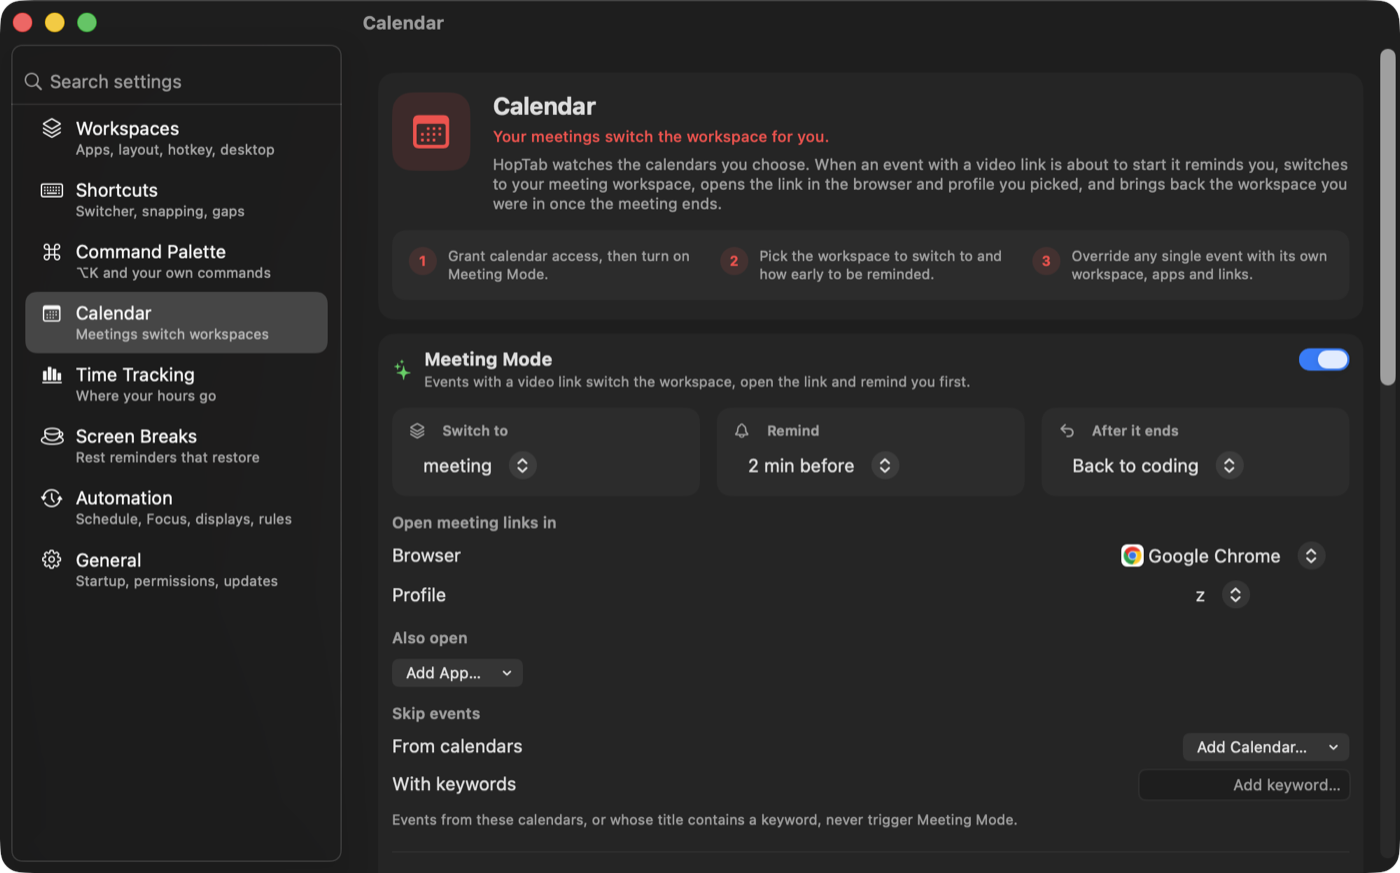 Calendar
Search settings
Workspaces
Apps, layout, hotkey, desktop
Shortcuts
Switcher, snapping, gaps
Command Palette
⌥K and your own commands
Calendar
Meetings switch workspaces
Time Tracking
Where your hours go
Screen Breaks
Rest reminders that restore
Automation
Schedule, Focus, displays, rules
General
Startup, permissions, updates
Calendar
Your meetings switch the workspace for you.
HopTab watches the calendars you choose. When an event with a video link is about to start it reminds you, switches
to your meeting workspace, opens the link in the browser and profile you picked, and brings back the workspace you
were in once the meeting ends.
1
Grant calendar access, then turn on
Meeting Mode.
2
Pick the workspace to switch to and
how early to be reminded.
3
Override any single event with its own
workspace, apps and links.
Meeting Mode
Events with a video link switch the workspace, open the link and remind you first.
Switch to
meeting
Remind
2 min before
After it ends
Back to coding
Open meeting links in
Browser
Google Chrome
Profile
z
Also open
Add App...
Skip events
From calendars
Add Calendar...
With keywords
Add keyword...
Events from these calendars, or whose title contains a keyword, never trigger Meeting Mode.